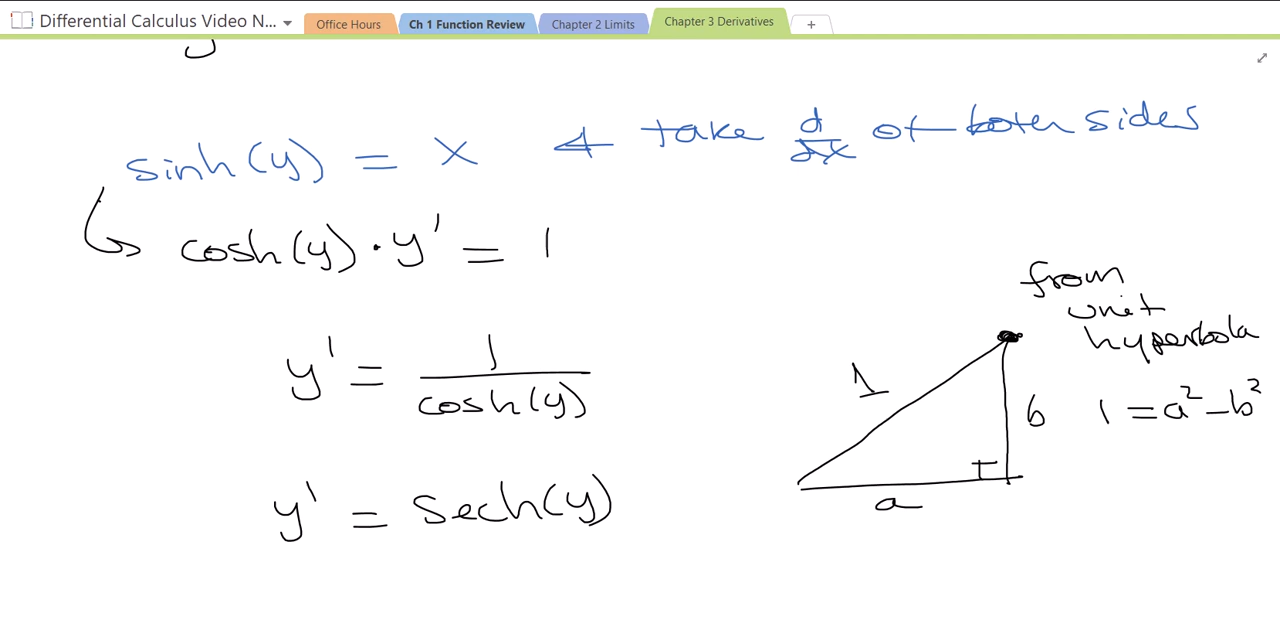 Differential Calculus Video N...
Office Hours
Ch 1 Function Review
Chapter 2 Limits
Chapter 3 Derivatives
+
y
sinh(y) = x take d/dx of both sides
cosh(y) · y' = 1
from
unit
hyperbola
y' = 1/cosh(y)
1
b 1 = a² - b²
a
y' = sech(y)